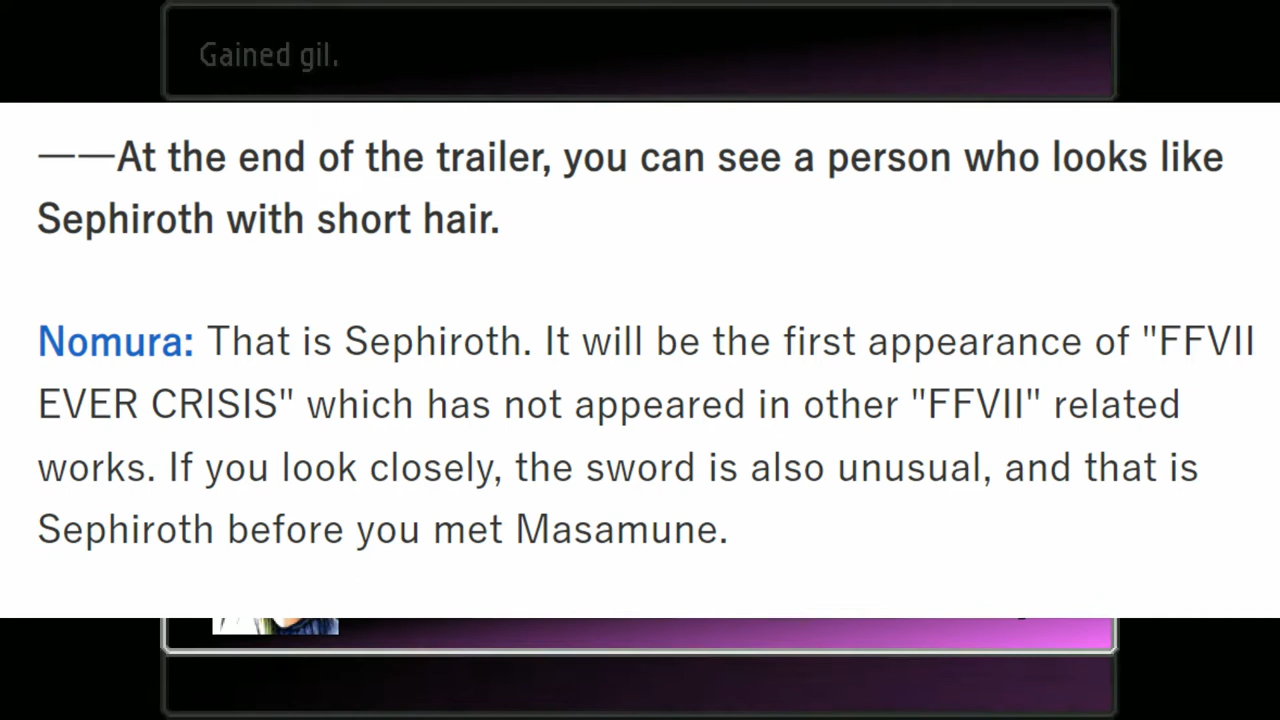 Gained gil.
——At the end of the trailer, you can see a person who looks like
Sephiroth with short hair.
Nomura: That is Sephiroth. It will be the first appearance of "FFVII
EVER CRISIS" which has not appeared in other "FFVII" related
works. If you look closely, the sword is also unusual, and that is
Sephiroth before you met Masamune.